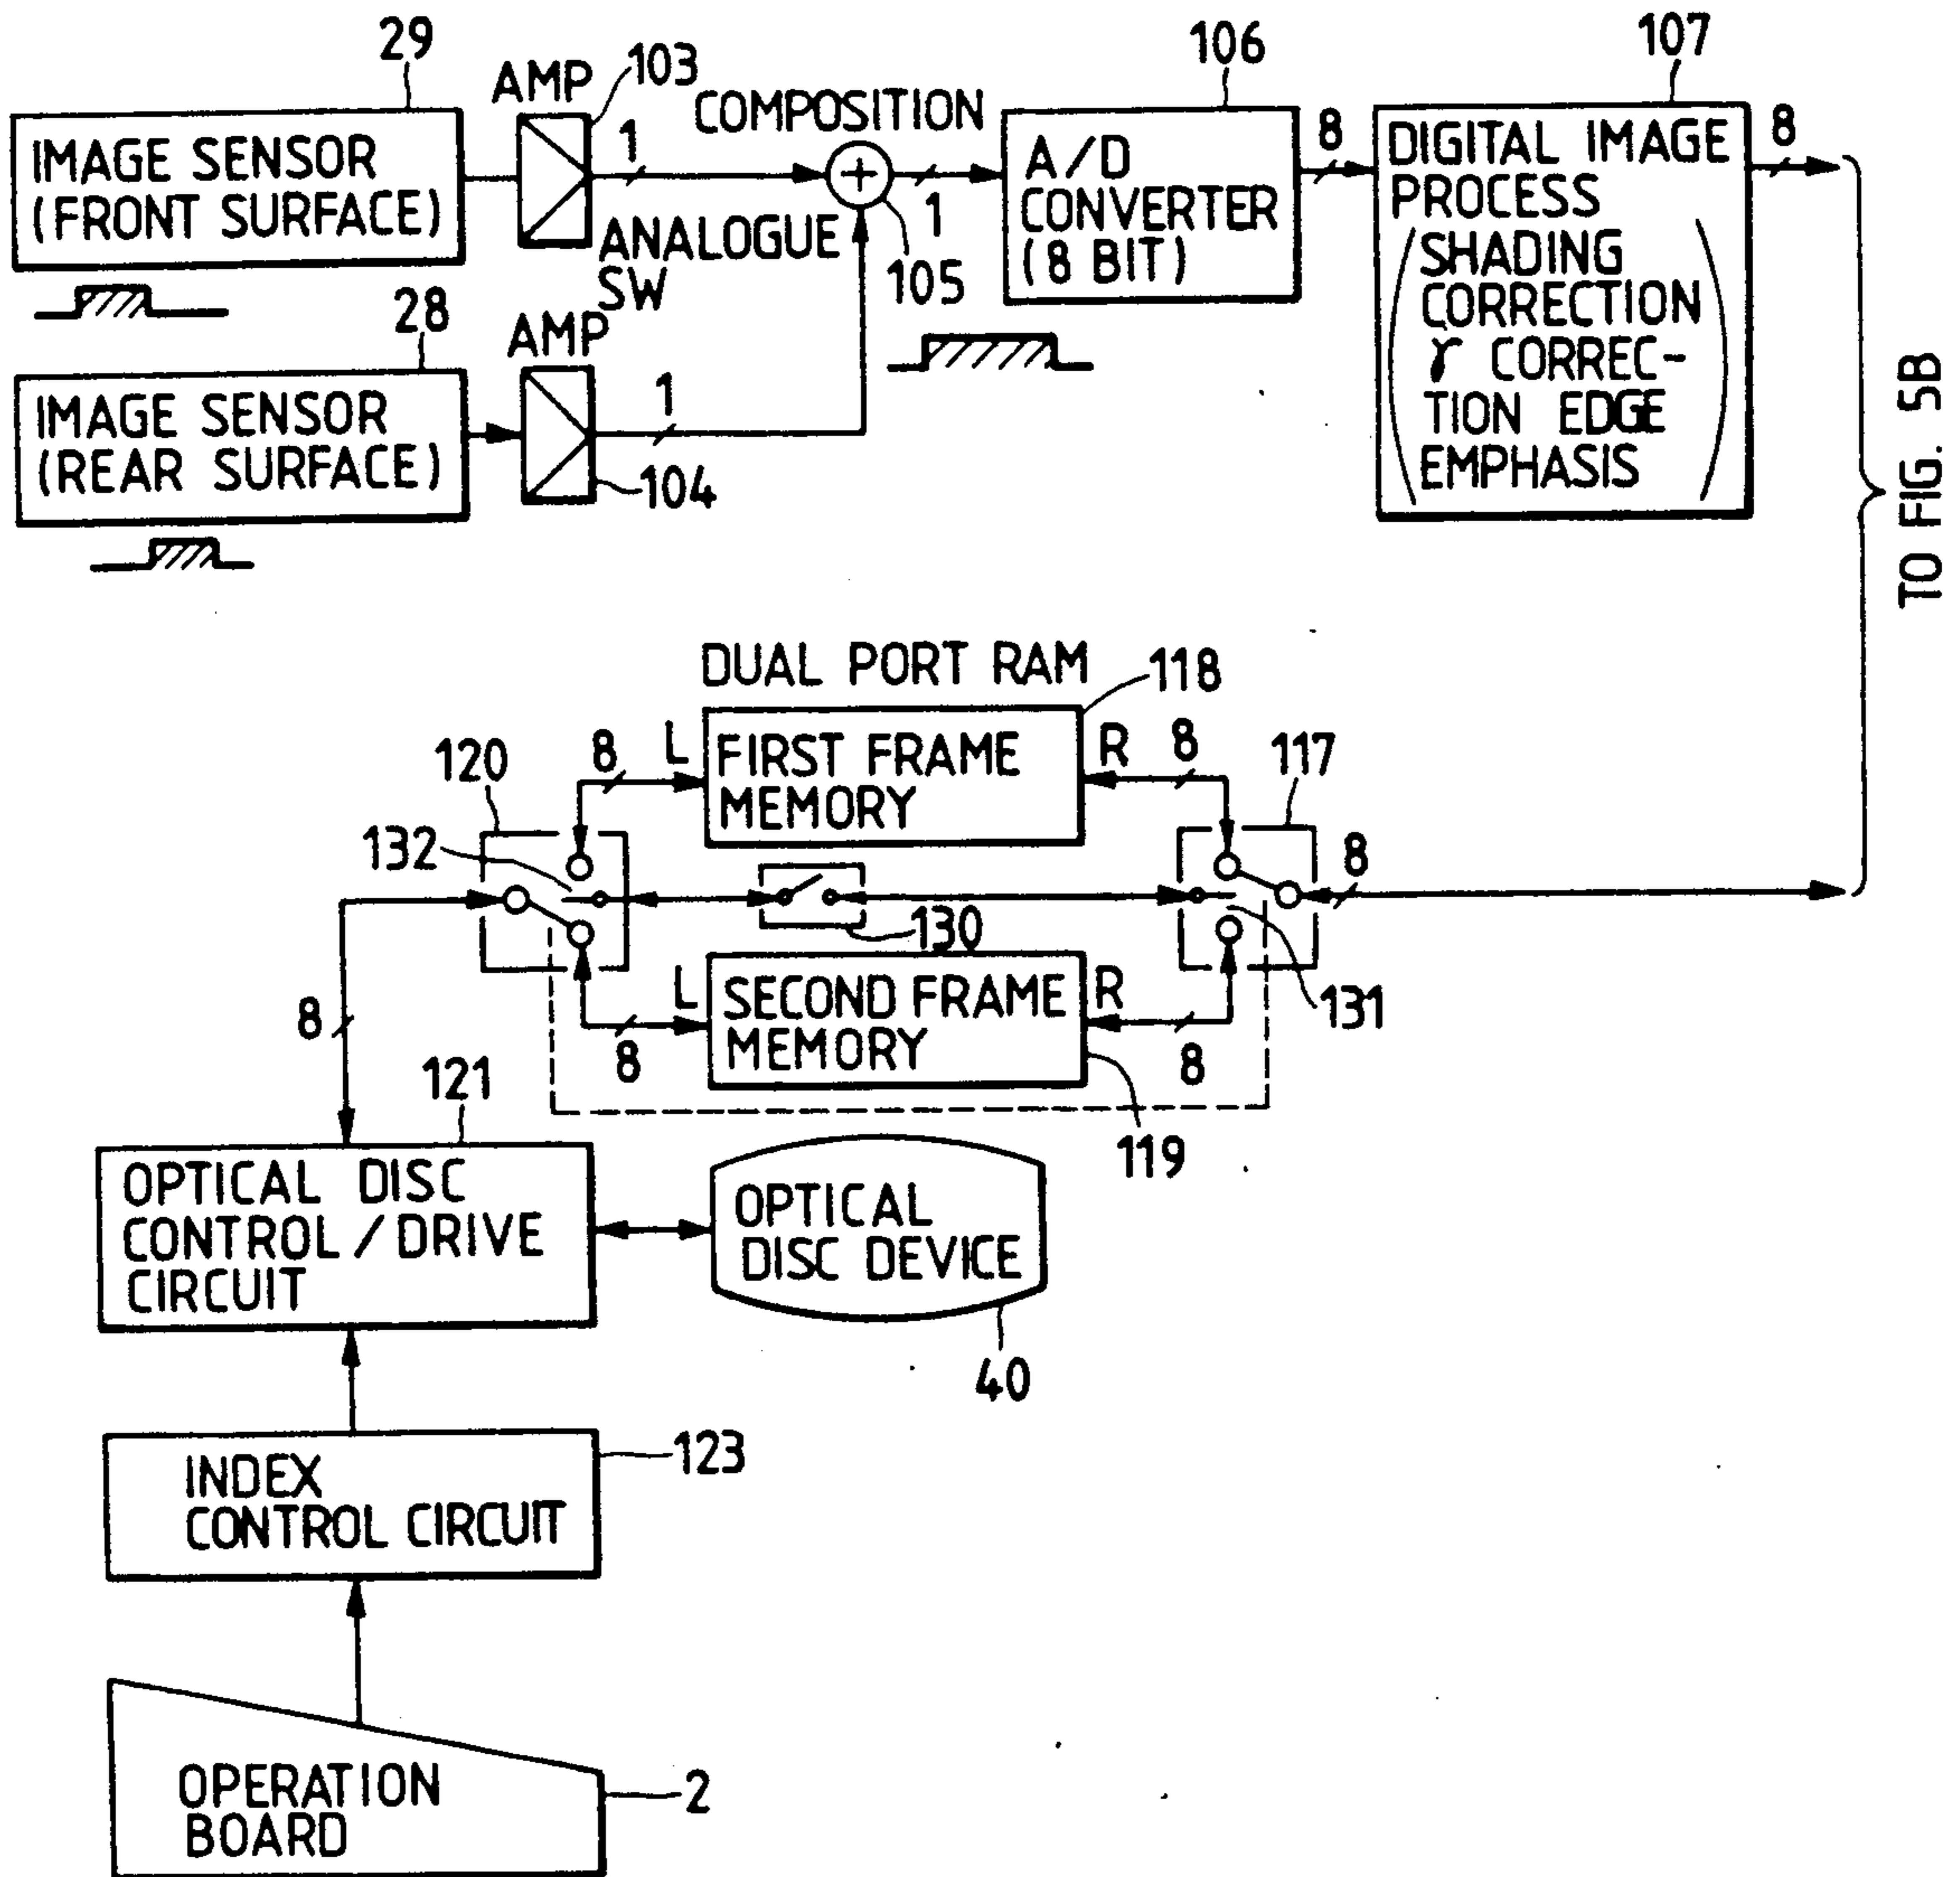 29
AMP
103
106
107
IMAGE SENSOR
(FRONT SURFACE)
1
COMPOSITION
+
1
A/D
CONVERTER
(8 BIT)
8
DIGITAL IMAGE
PROCESS
SHADING
CORRECTION
γ CORREC-
TION EDGE
EMPHASIS
8
ANALOGUE
SW
105
28
AMP
IMAGE SENSOR
(REAR SURFACE)
1
104
TO FIG. 5B
DUAL PORT RAM
118
120
8
L
FIRST FRAME
MEMORY
R
8
117
132
130
8
131
8
L
SECOND FRAME
MEMORY
R
8
8
119
121
OPTICAL DISC
CONTROL/DRIVE
CIRCUIT
OPTICAL
DISC DEVICE
40
INDEX
CONTROL CIRCUIT
123
OPERATION
BOARD
2